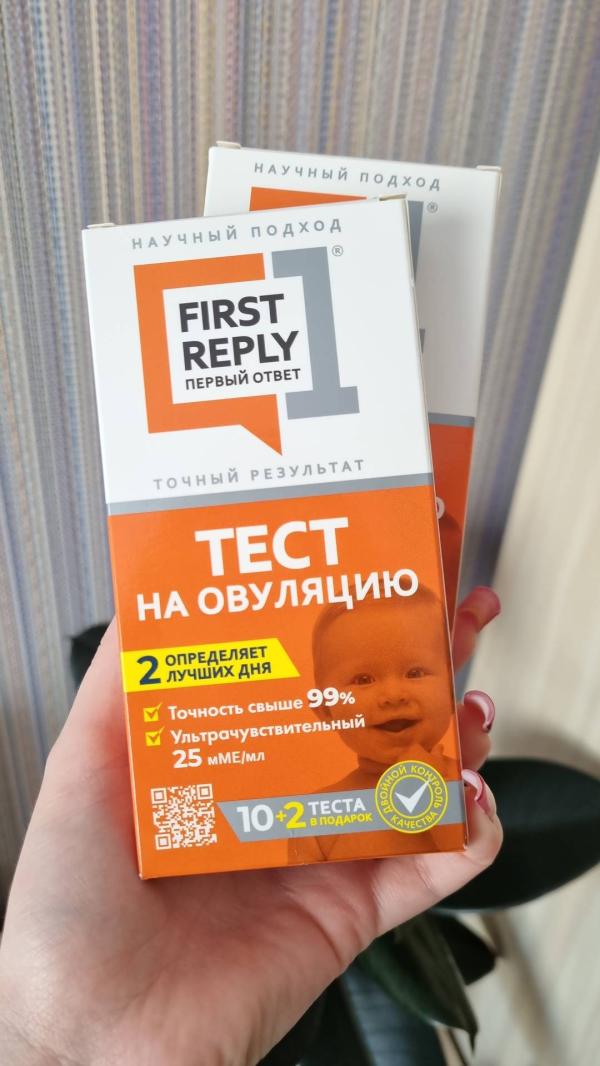 НАУЧНЫЙ ПОДХОД
®
НАУЧНЫЙ ПОДХОД
1®
FIRST
REPLY
ПЕРВЫЙ ОТВЕТ
ТОЧНЫЙ РЕЗУЛЬТАТ
ТЕСТ
НА ОВУЛЯЦИЮ
2 ОПРЕДЕЛЯЕТ
ЛУЧШИХ ДНЯ
Точность свыше 99%
Ультрачувствительный
25 мМЕ/мл
10+2 ТЕСТА
В ПОДАРОК
ДВОЙНОЙ КОНТРОЛЬ
КАЧЕСТВА